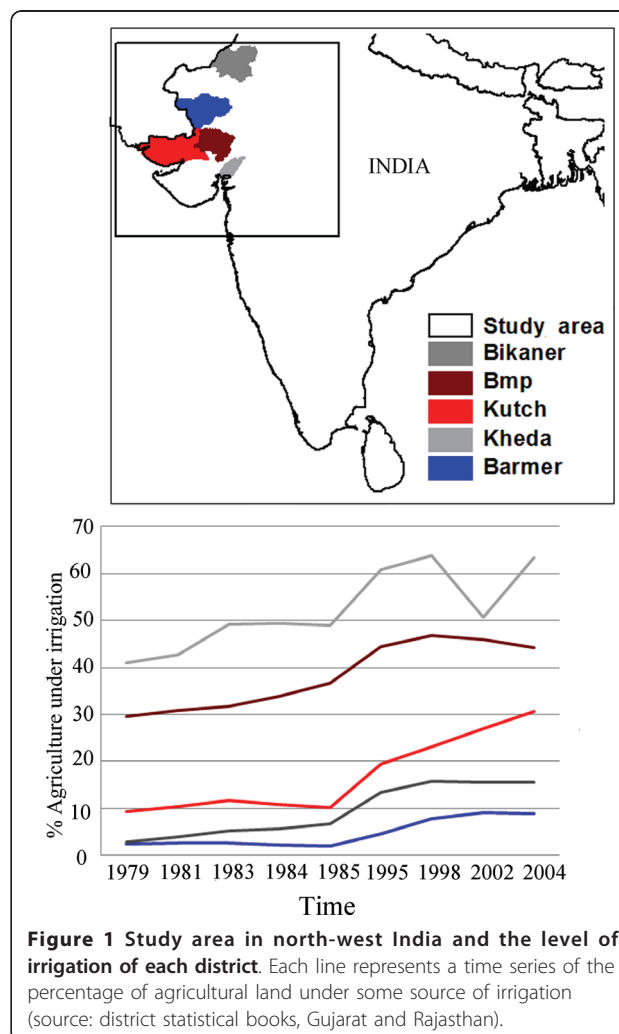 INDIA
Study area
Bikaner
Bmp
Kutch
Kheda
Barmer
70
60
50
40
30
20
10
0
% Agriculture under irrigation
1979 1981 1983 1984 1985 1995 1998 2002 2004
Time
Figure 1 Study area in north-west India and the level of
irrigation of each district. Each line represents a time series of the
percentage of agricultural land under some source of irrigation
(source: district statistical books, Gujarat and Rajasthan).